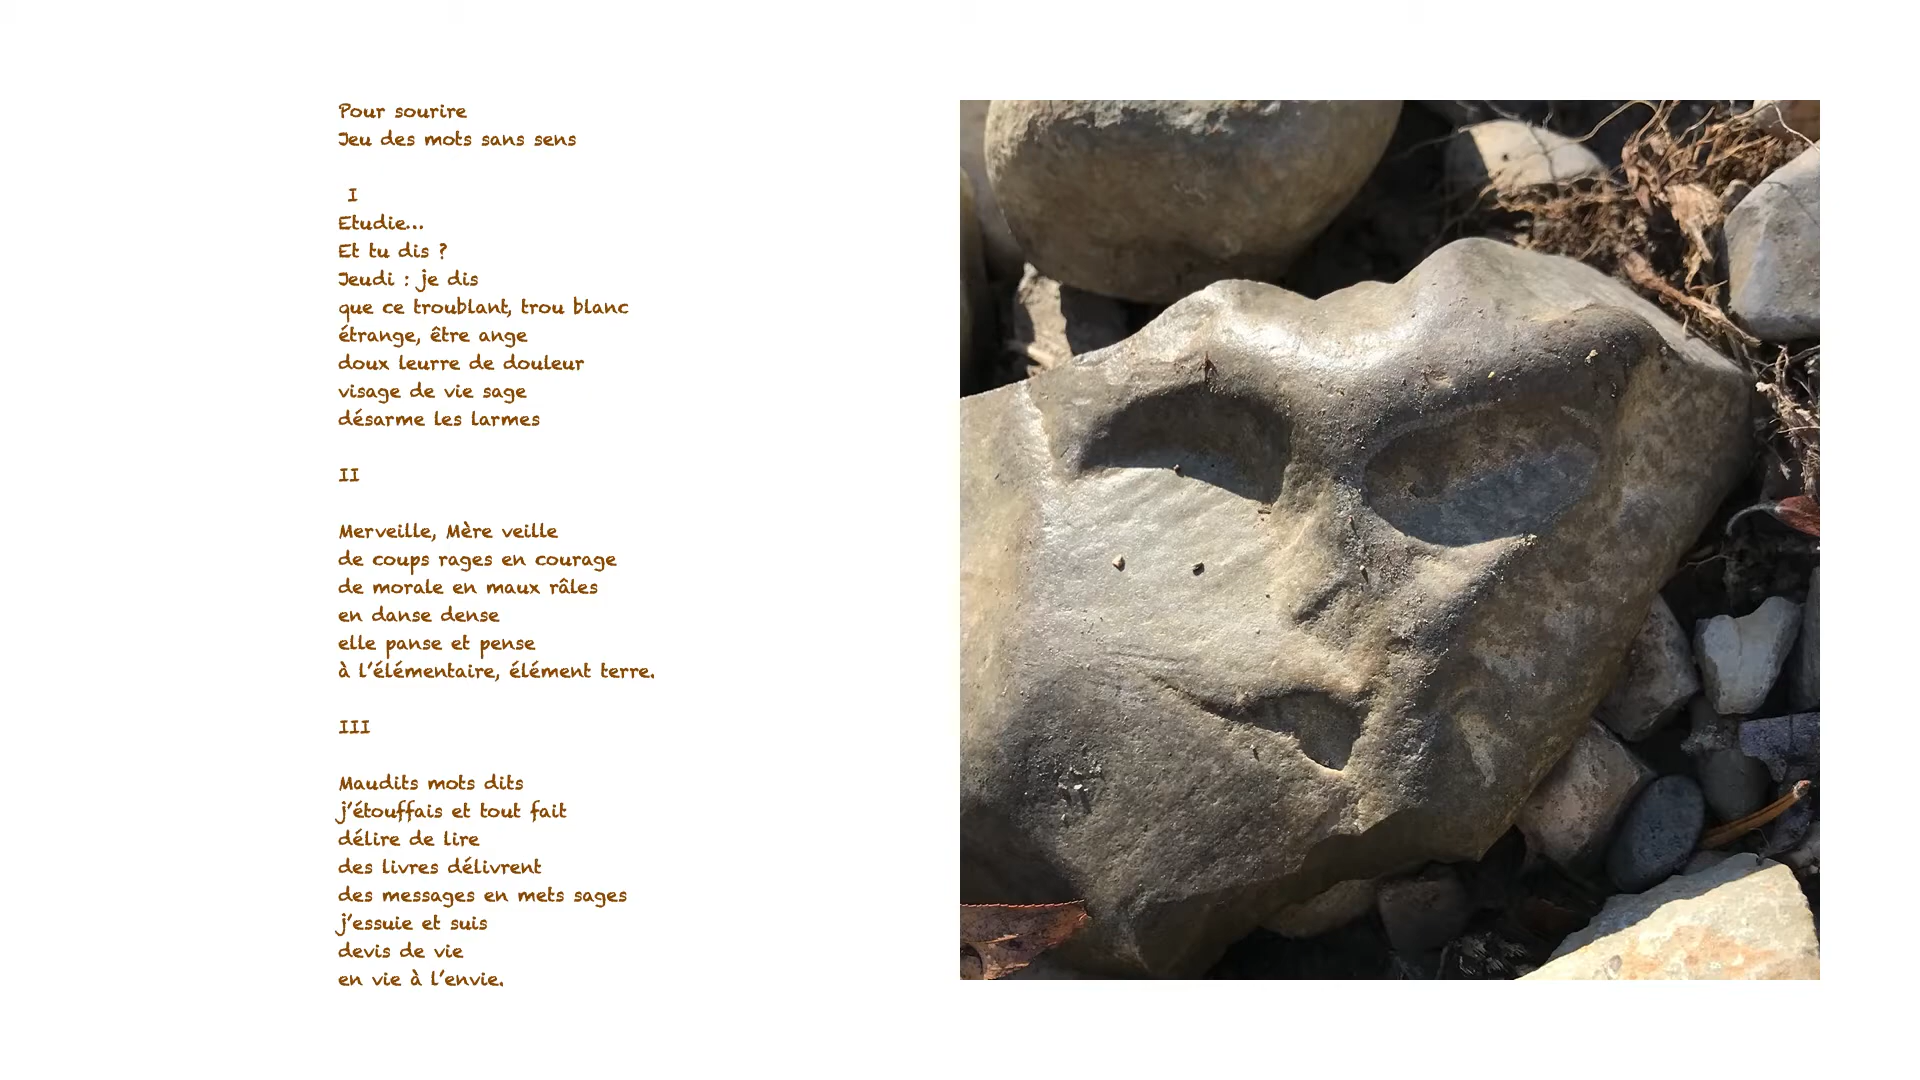 Pour sourire
Jeu des mots sans sens
I
Etudie...
Et tu dis ?
Jeudi : je dis
que ce troublant, trou blanc
étrange, être ange
doux leurre de douleur
visage de vie sage
désarme les larmes
II
Merveille, Mère veille
de coups rages en courage
de morale en maux râles
en danse dense
elle panse et pense
à l’élémentaire, élément terre.
III
Maudits mots dits
j’étouffais et tout fait
délire de lire
des livres délivrent
des messages en mets sages
j’essuie et suis
devis de vie
en vie à l’envie.